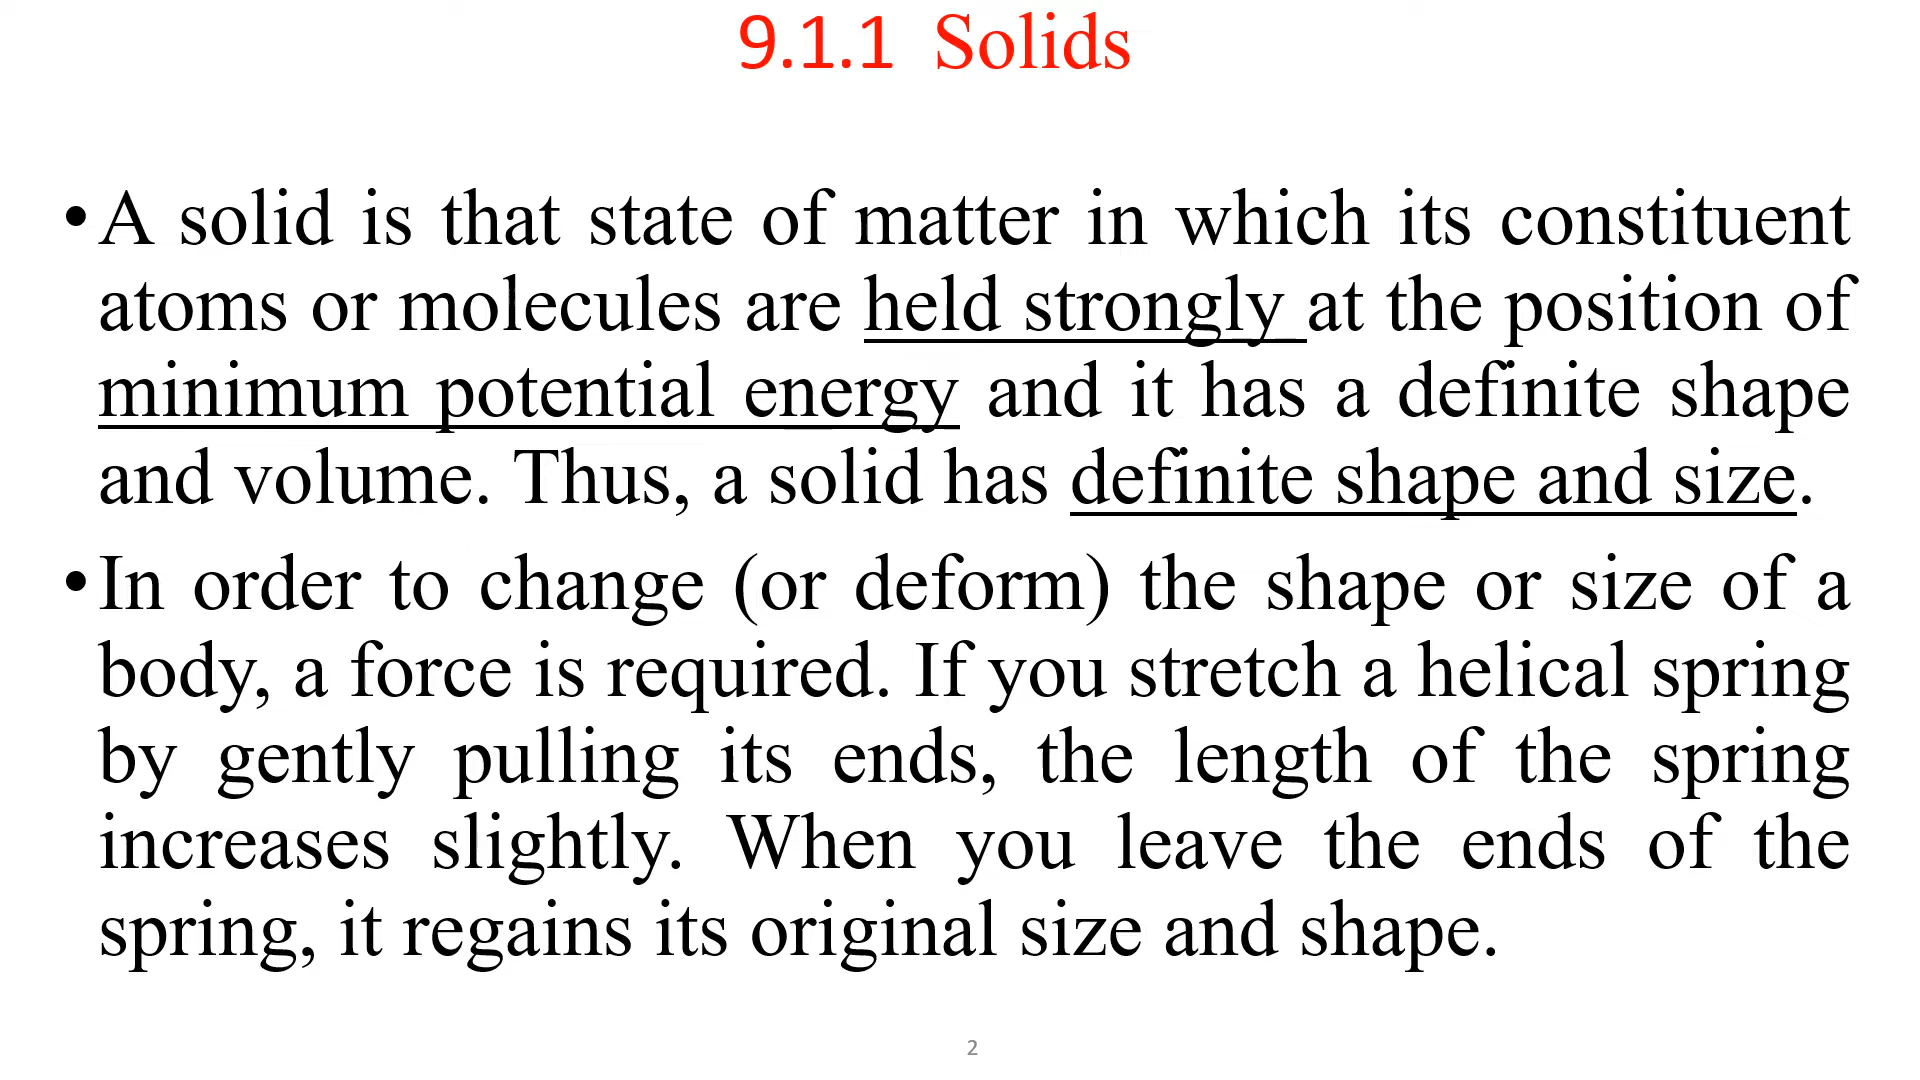 9.1.1 Solids
•A solid is that state of matter in which its constituent
atoms or molecules are held strongly at the position of
minimum potential energy and it has a definite shape
and volume. Thus, a solid has definite shape and size.
•In order to change (or deform) the shape or size of a
body, a force is required. If you stretch a helical spring
by gently pulling its ends, the length of the spring
increases slightly. When you leave the ends of the
spring, it regains its original size and shape.
2